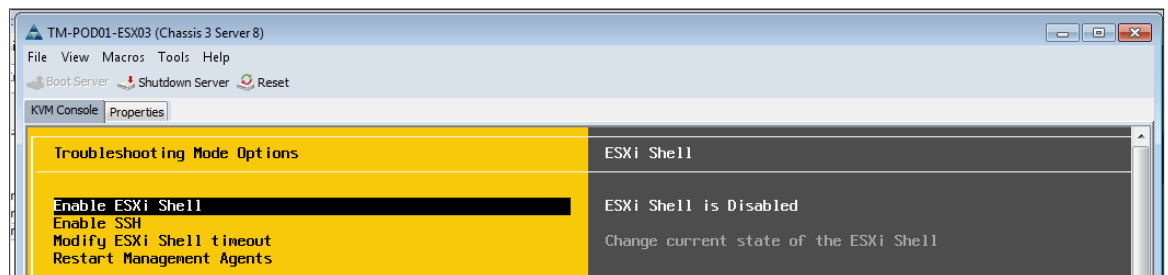 TM-POD01-ESX03 (Chassis 3 Server 8)
File View Macros Tools Help
Boot Server Shutdown Server Reset
KVM Console Properties
Troubleshooting Mode Options
ESXi Shell
Enable ESXi Shell
Enable SSH
Modify ESXi Shell timeout
Restart Management Agents
ESXi Shell is Disabled
Change current state of the ESXi Shell